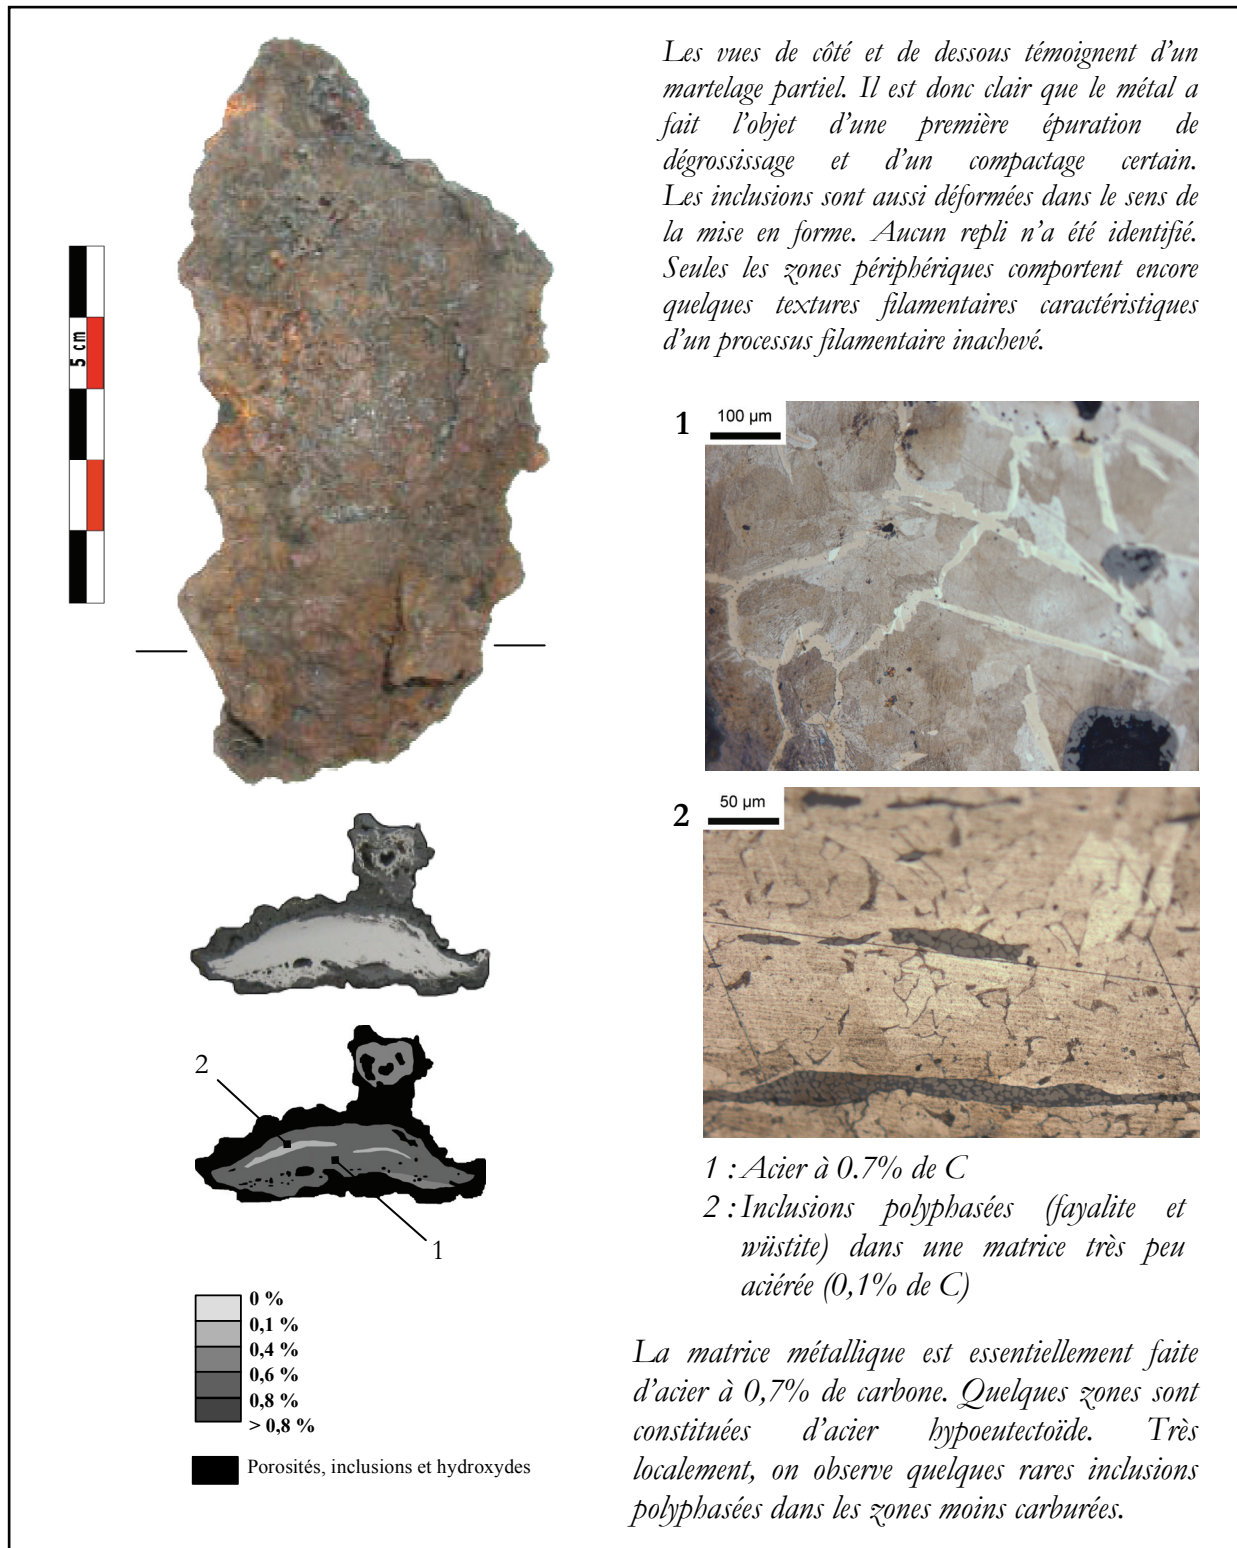 Les vues de côté et de dessous témoignent d'un
martelage partiel. Il est donc clair que le métal a
fait l'objet d'une première épuration de
dégrossissage et d'un compactage certain.
Les inclusions sont aussi déformées dans le sens de
la mise en forme. Aucun repli n'a été identifié.
Seules les zones périphériques comportent encore
quelques textures filamentaires caractéristiques
d'un processus filamentaire inachevé.
5 cm
1
100 µm
2
50 µm
2
1
1 : Acier à 0.7% de C
2 : Inclusions polyphasées (fayalite et
wüstite) dans une matrice très peu
aciérée (0,1% de C)
0 %
0,1 %
0,4 %
0,6 %
0,8 %
> 0,8 %
Porosités, inclusions et hydroxydes
La matrice métallique est essentiellement faite
d'acier à 0,7% de carbone. Quelques zones sont
constituées d'acier hypoeutectoïde. Très
localement, on observe quelques rares inclusions
polyphasées dans les zones moins carburées.